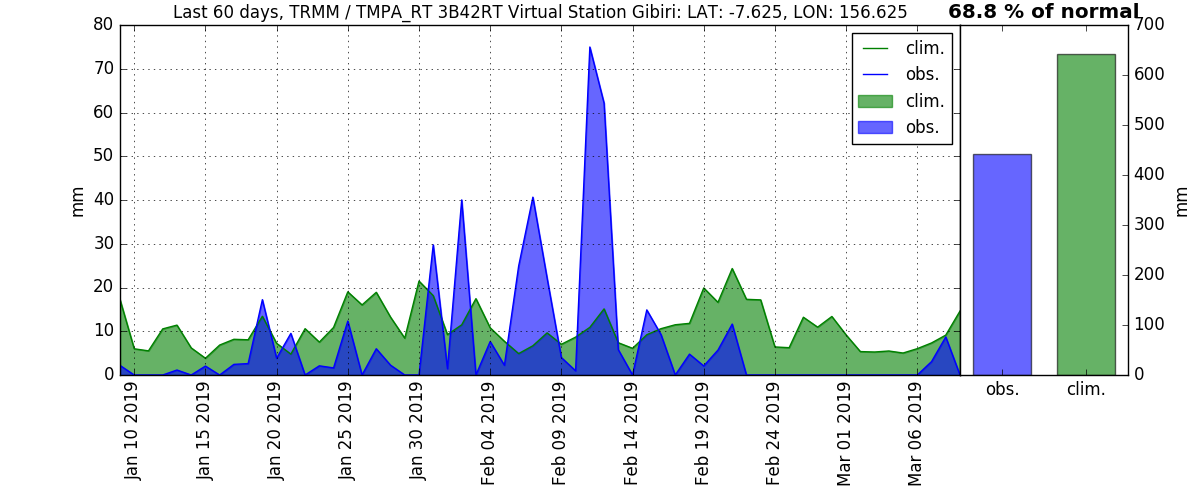 Last 60 days, TRMM / TMPA_RT 3B42RT Virtual Station Gibiri: LAT: -7.625, LON: 156.625
68.8 % of normal
80
70
60
50
40
30
20
10
0
mm
clim.
obs.
clim.
obs.
700
600
500
400
300
200
100
0
mm
obs.
clim.
Jan 10 2019
Jan 15 2019
Jan 20 2019
Jan 25 2019
Jan 30 2019
Feb 04 2019
Feb 09 2019
Feb 14 2019
Feb 19 2019
Feb 24 2019
Mar 01 2019
Mar 06 2019